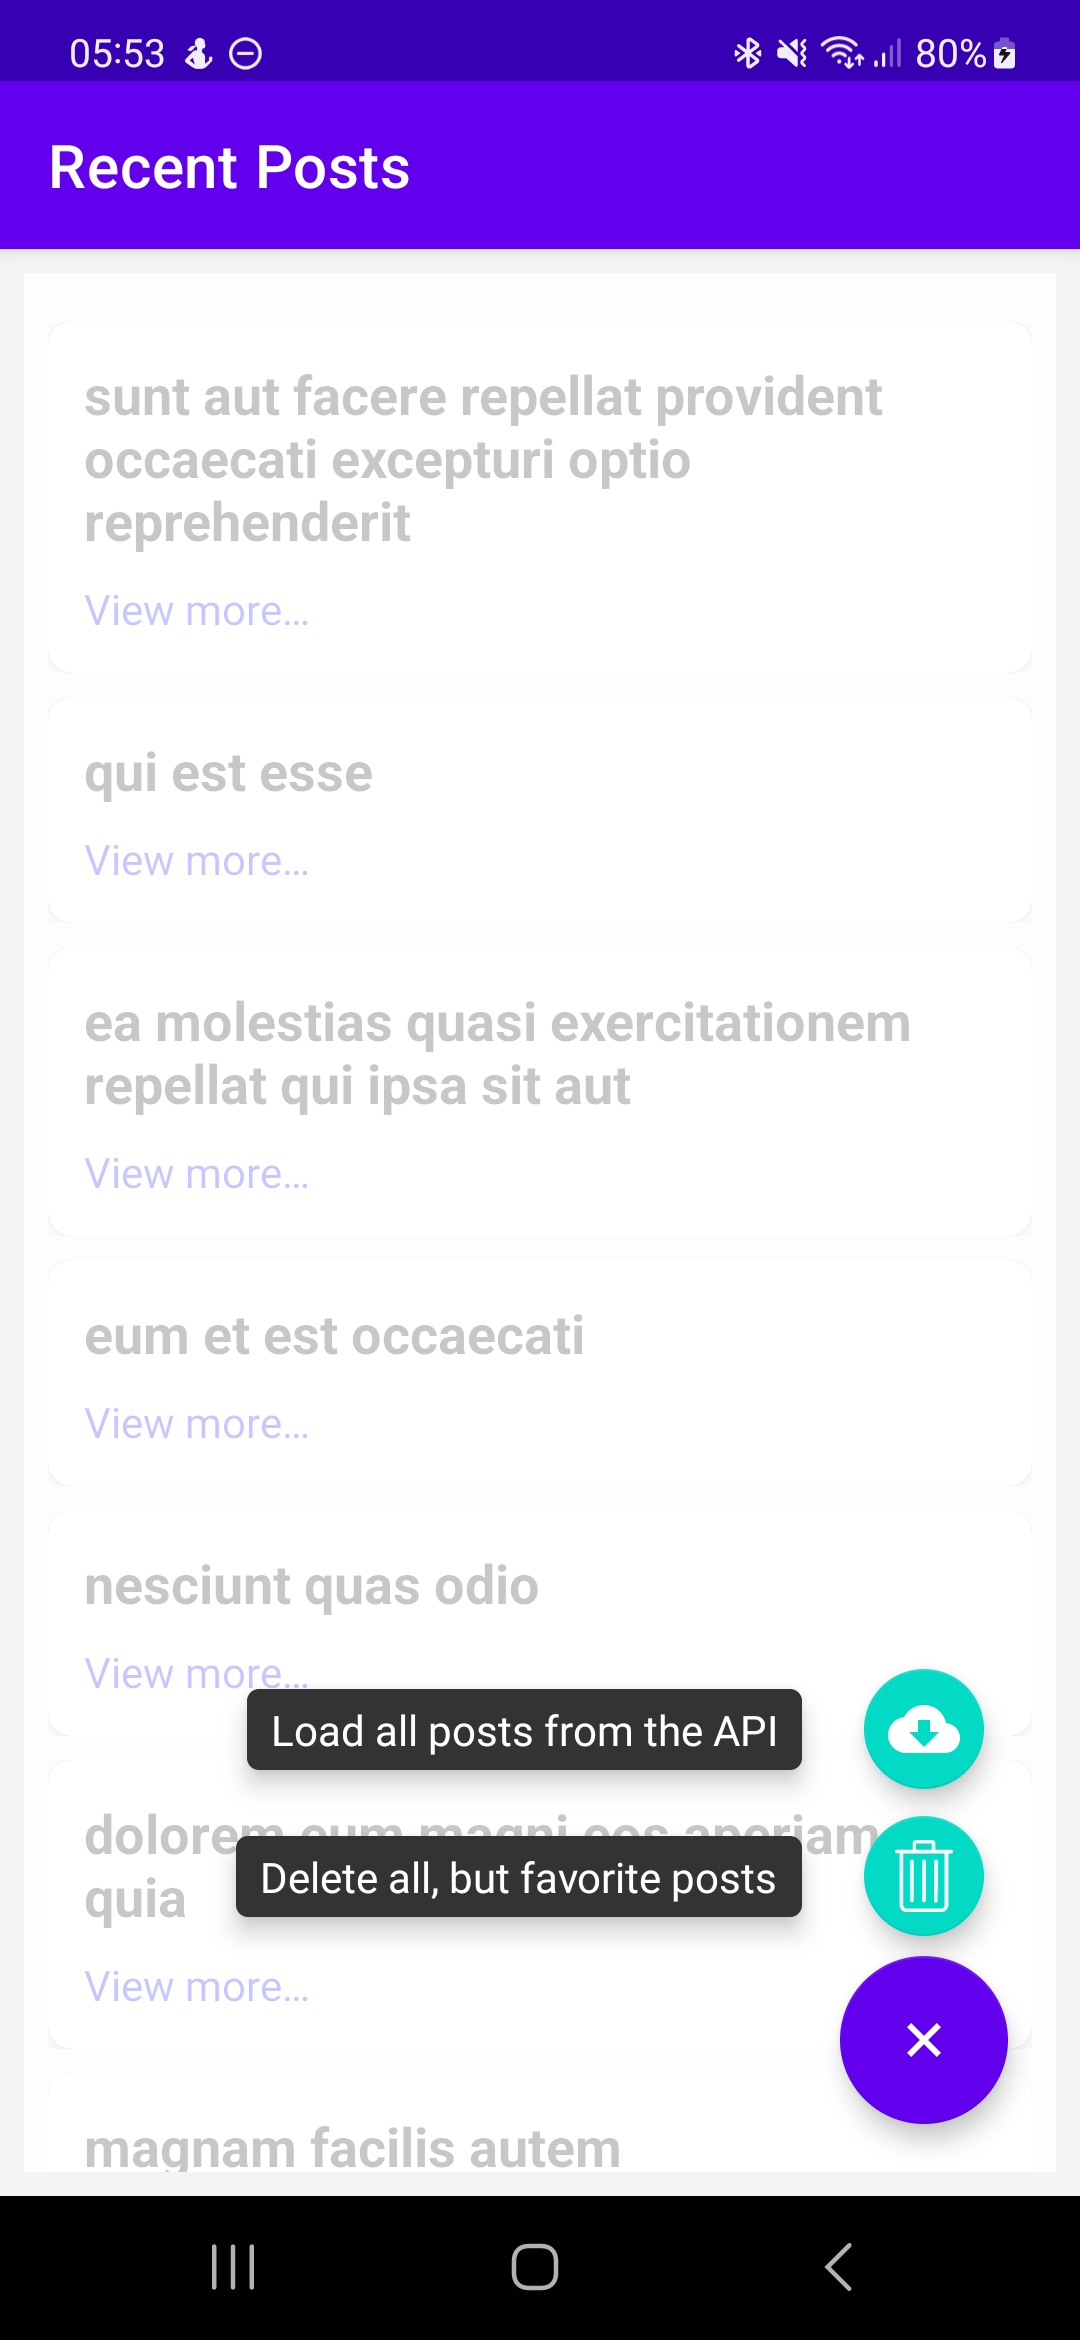 05:53
80%
Recent Posts
sunt aut facere repellat provident
occaecati excepturi optio
reprehenderit
View more...
qui est esse
View more...
ea molestias quasi exercitationem
repellat qui ipsa sit aut
View more...
eum et est occaecati
View more...
nesciunt quas odio
View more...
Load all posts from the API
dolorem eum magni eos aperiam
quia
Delete all, but favorite posts
View more...
magnam facilis autem